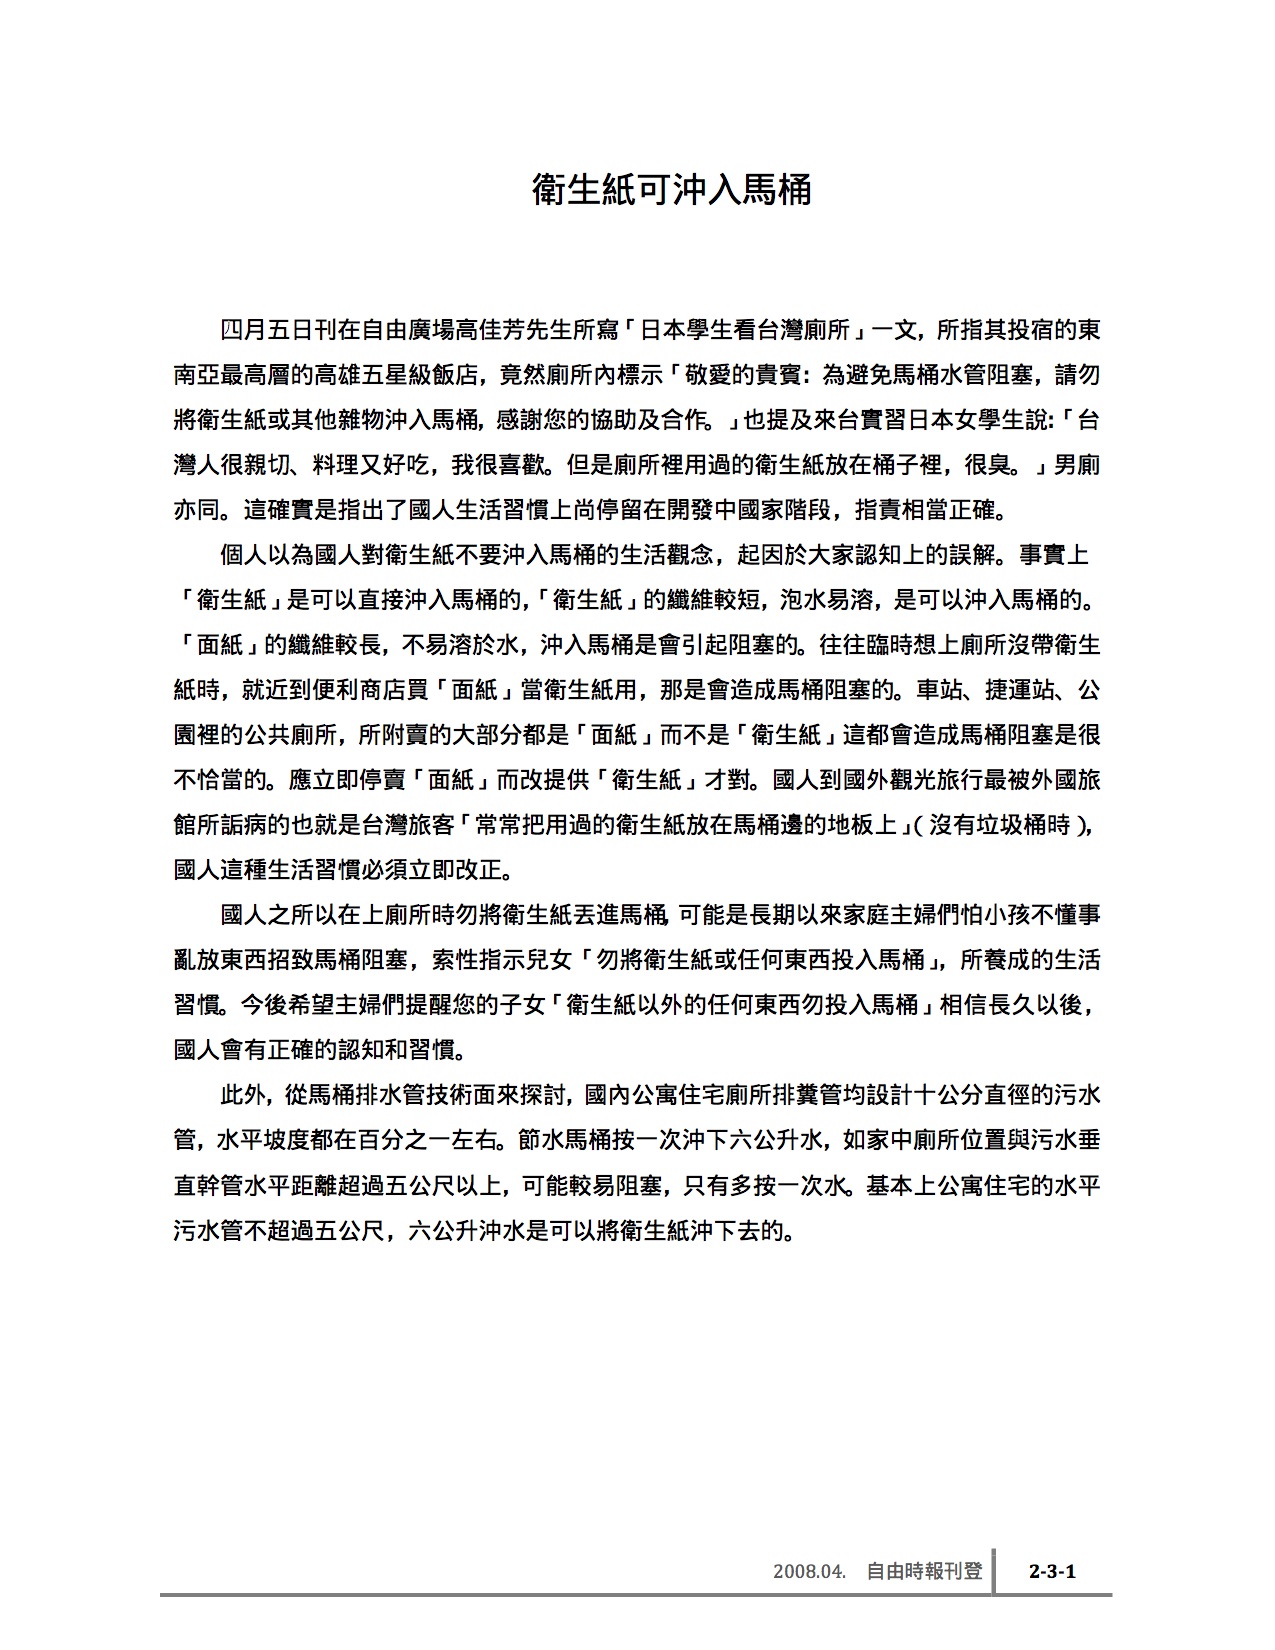 衛生紙可沖入馬桶
四月五日刊在自由廣場高佳芳先生所寫「日本學生看台灣廁所」一文，所指其投宿的東
南亞最高層的高雄五星級飯店，竟然廁所內標示「敬愛的貴賓：為避免馬桶水管阻塞，請勿
將衛生紙或其他雜物沖入馬桶，感謝您的協助及合作。」也提及來台實習日本女學生說：「台
灣人很親切、料理又好吃，我很喜歡。但是廁所裡用過的衛生紙放在桶子裡，很臭。」男廁
亦同。這確實是指出了國人生活習慣上尚停留在開發中國家階段，指責相當正確。
個人以為國人對衛生紙不要沖入馬桶的生活觀念，起因於大家認知上的誤解。事實上
「衛生紙」是可以直接沖入馬桶的，「衛生紙」的纖維較短，泡水易溶，是可以沖入馬桶的。
「面紙」的纖維較長，不易溶於水，沖入馬桶是會引起阻塞的。往往臨時想上廁所沒帶衛生
紙時，就近到便利商店買「面紙」當衛生紙用，那是會造成馬桶阻塞的。車站、捷運站、公
園裡的公共廁所，所附賣的大部分都是「面紙」而不是「衛生紙」這都會造成馬桶阻塞是很
不恰當的。應立即停賣「面紙」而改提供「衛生紙」才對。國人到國外觀光旅行最被外國旅
館所詬病的也就是台灣旅客「常常把用過的衛生紙放在馬桶邊的地板上」（沒有垃圾桶時），
國人這種生活習慣必須立即改正。
國人之所以在上廁所時勿將衛生紙丟進馬桶，可能是長期以來家庭主婦們怕小孩不懂事
亂放東西招致馬桶阻塞，索性指示兒女「勿將衛生紙或任何東西投入馬桶」，所養成的生活
習慣。今後希望主婦們提醒您的子女「衛生紙以外的任何東西勿投入馬桶」相信長久以後，
國人會有正確的認知和習慣。
此外，從馬桶排水管技術面來探討，國內公寓住宅廁所排糞管均設計十公分直徑的污水
管，水平坡度都在百分之一左右。節水馬桶按一次沖下六公升水，如家中廁所位置與污水垂
直幹管水平距離超過五公尺以上，可能較易阻塞，只有多按一次水。基本上公寓住宅的水平
污水管不超過五公尺，六公升沖水是可以將衛生紙沖下去的。
2008.04. 自由時報刊登 2-3-1